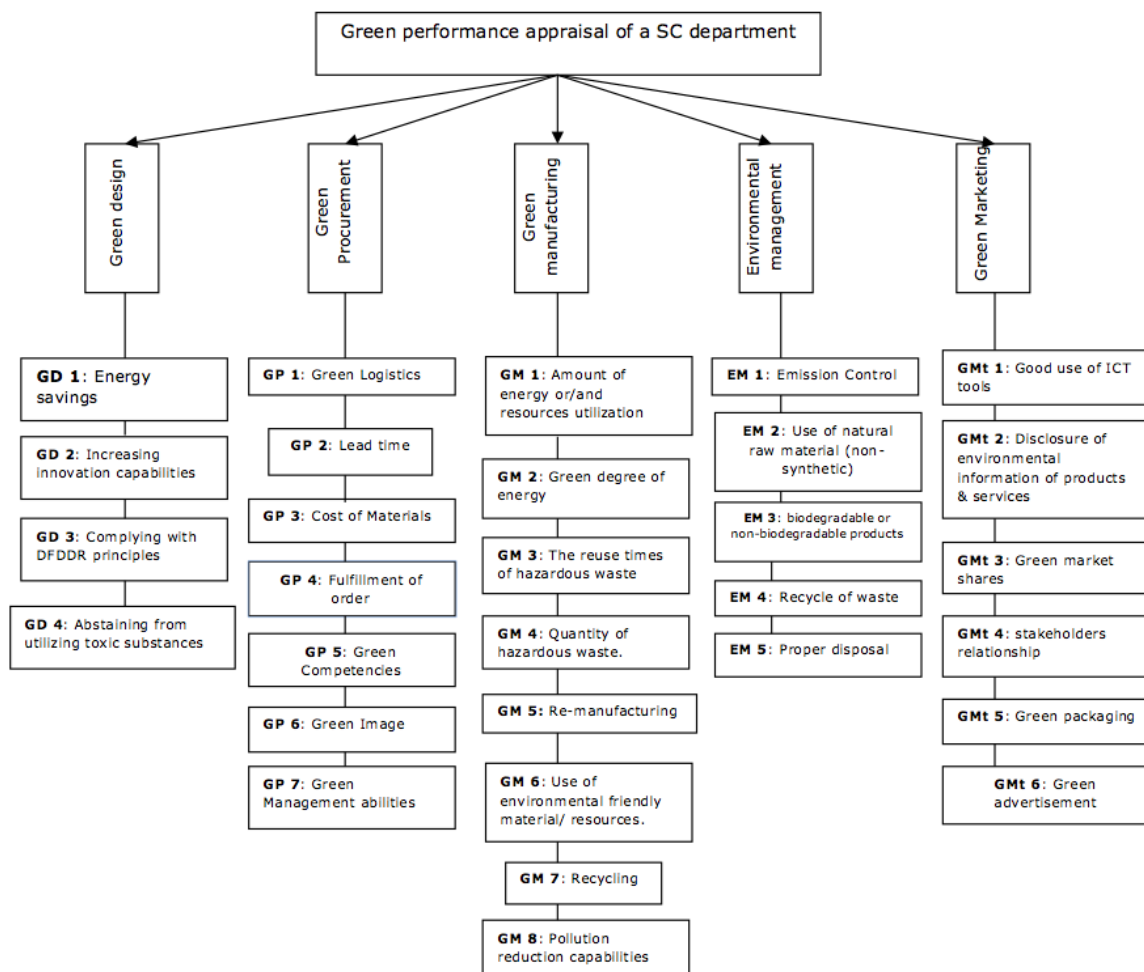 Green performance appraisal of a SC department
Green design
Green
Procurement
Green
manufacturing
Environmental
management
Green Marketing
GD 1: Energy
savings
GD 2: Increasing
innovation capabilities
GD 3: Complying with
DFDDR principles
GD 4: Abstaining from
utilizing toxic substances
GP 1: Green Logistics
GP 2: Lead time
GP 3: Cost of Materials
GP 4: Fulfillment of
order
GP 5: Green
Competencies
GP 6: Green Image
GP 7: Green
Management abilities
GM 1: Amount of
energy or/and
resources utilization
GM 2: Green degree of
energy
GM 3: The reuse times
of hazardous waste
GM 4: Quantity of
hazardous waste.
GM 5: Re-manufacturing
GM 6: Use of
environmental friendly
material/ resources.
GM 7: Recycling
GM 8: Pollution
reduction capabilities
EM 1: Emission Control
EM 2: Use of natural
raw material (non-
synthetic)
EM 3: biodegradable or
non-biodegradable products
EM 4: Recycle of waste
EM 5: Proper disposal
GMt 1: Good use of ICT
tools
GMt 2: Disclosure of
environmental
information of products
& services
GMt 3: Green market
shares
GMt 4: stakeholders
relationship
GMt 5: Green packaging
GMt 6: Green
advertisement